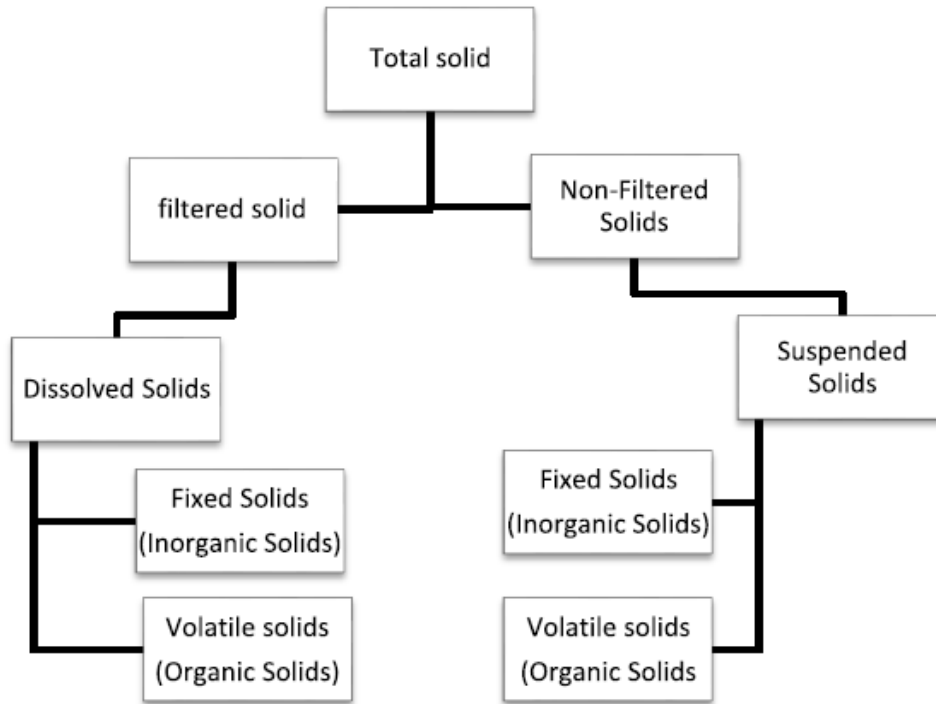 Total solid
filtered solid
Non-Filtered
Solids
Dissolved Solids
Suspended
Solids
Fixed Solids
(Inorganic Solids)
Volatile solids
(Organic Solids)
Fixed Solids
(Inorganic Solids)
Volatile solids
(Organic Solids